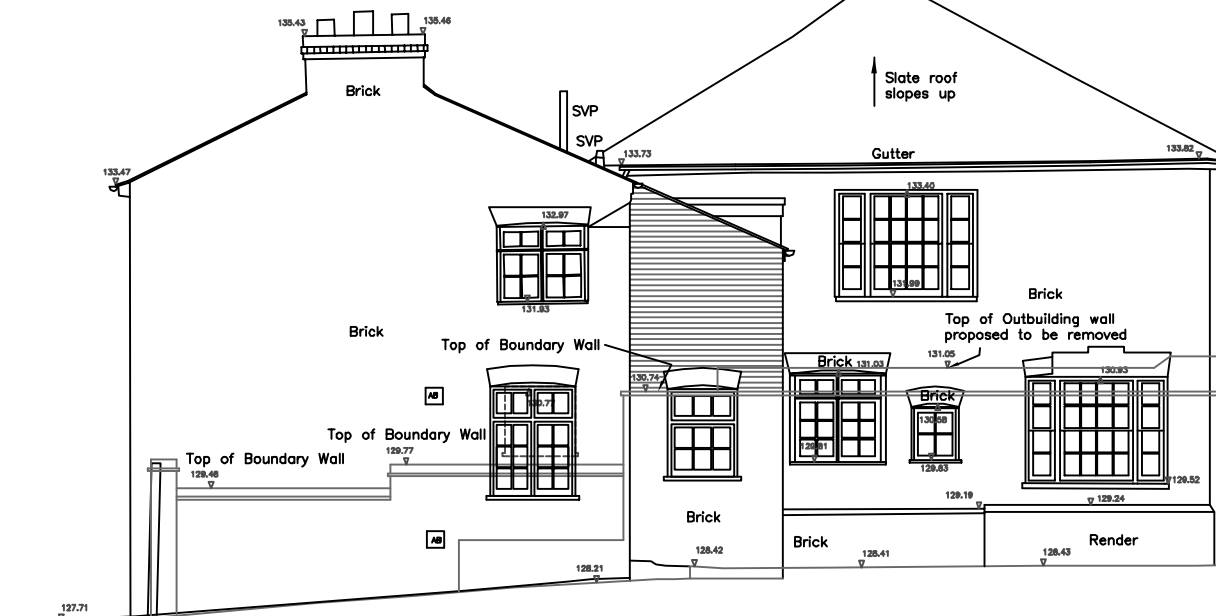 135.43
135.46
Brick
Slate roof
slopes up
SVP
SVP
Gutter
133.73
133.82
133.47
133.40
132.97
131.99
131.93
Brick
Brick
Top of Outbuilding wall
proposed to be removed
Top of Boundary Wall
131.05
Brick
131.03
130.93
130.74
AB
130.77
Brick
130.58
Top of Boundary Wall
129.81
129.77
Top of Boundary Wall
129.46
129.63
129.52
129.19
129.24
Brick
AB
Brick
Render
128.42
128.41
128.43
128.21
127.71